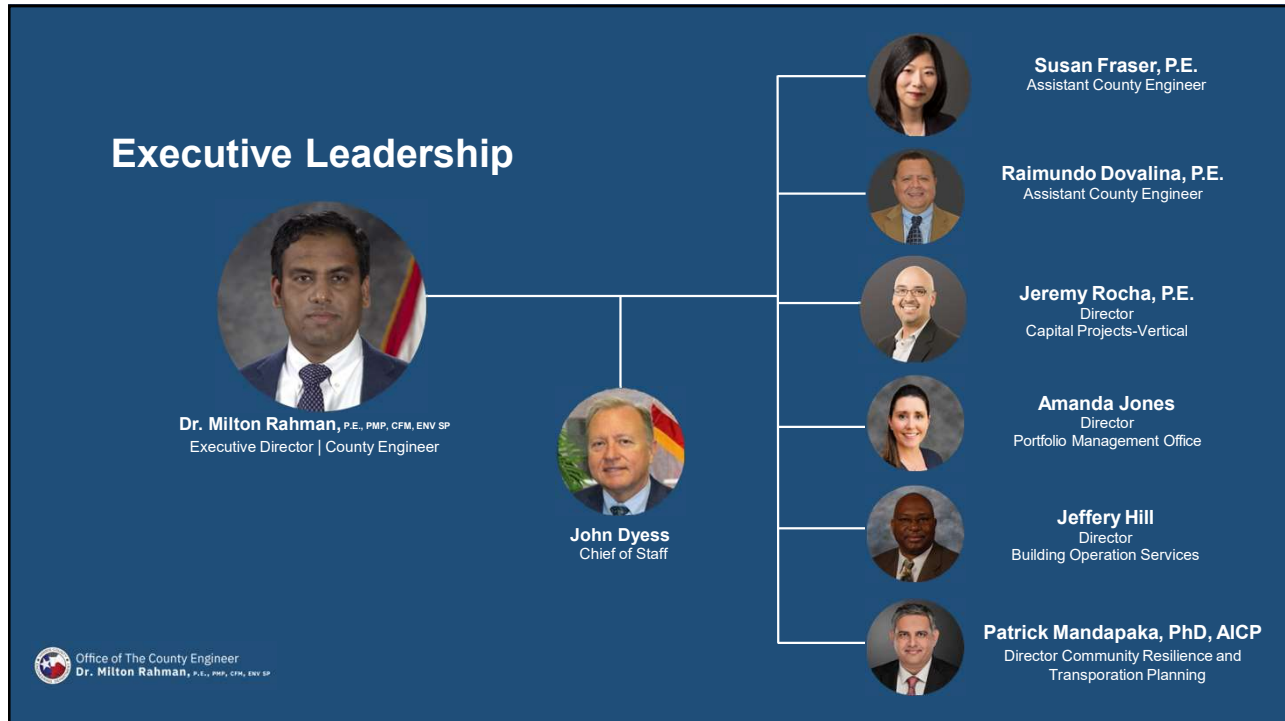 Executive Leadership
Dr. Milton Rahman, P.E., PMP, CFM, ENV SP
Executive Director | County Engineer
John Dyess
Chief of Staff
Susan Fraser, P.E.
Assistant County Engineer
Raimundo Dovalina, P.E.
Assistant County Engineer
Jeremy Rocha, P.E.
Director
Capital Projects-Vertical
Amanda Jones
Director
Portfolio Management Office
Jeffery Hill
Director
Building Operation Services
Patrick Mandapaka, PhD, AICP
Director Community Resilience and
Transporation Planning
Office of The County Engineer
Dr. Milton Rahman, P.E., PMP, CFM, ENV SP